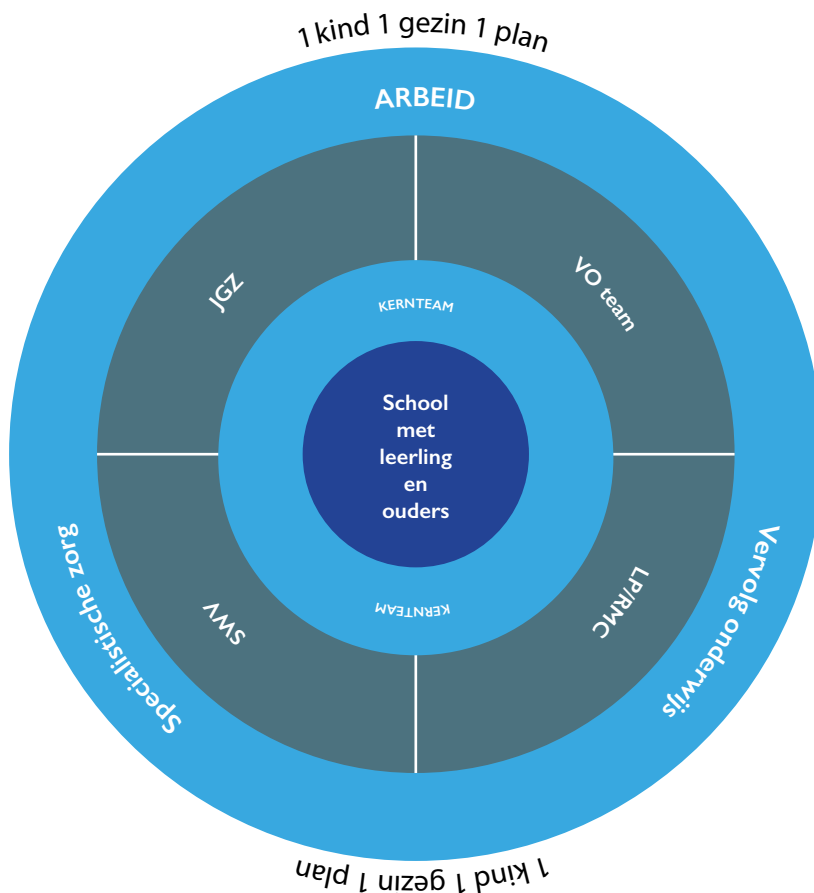 1 kind 1 gezin 1 plan
ARBEID
JGZ
VO team
KERNTEAM
School
met
leerling
en
ouders
KERNTEAM
SWV
LP/RMC
Specialistische zorg
Vervolg onderwijs
1 kind 1 gezin 1 plan